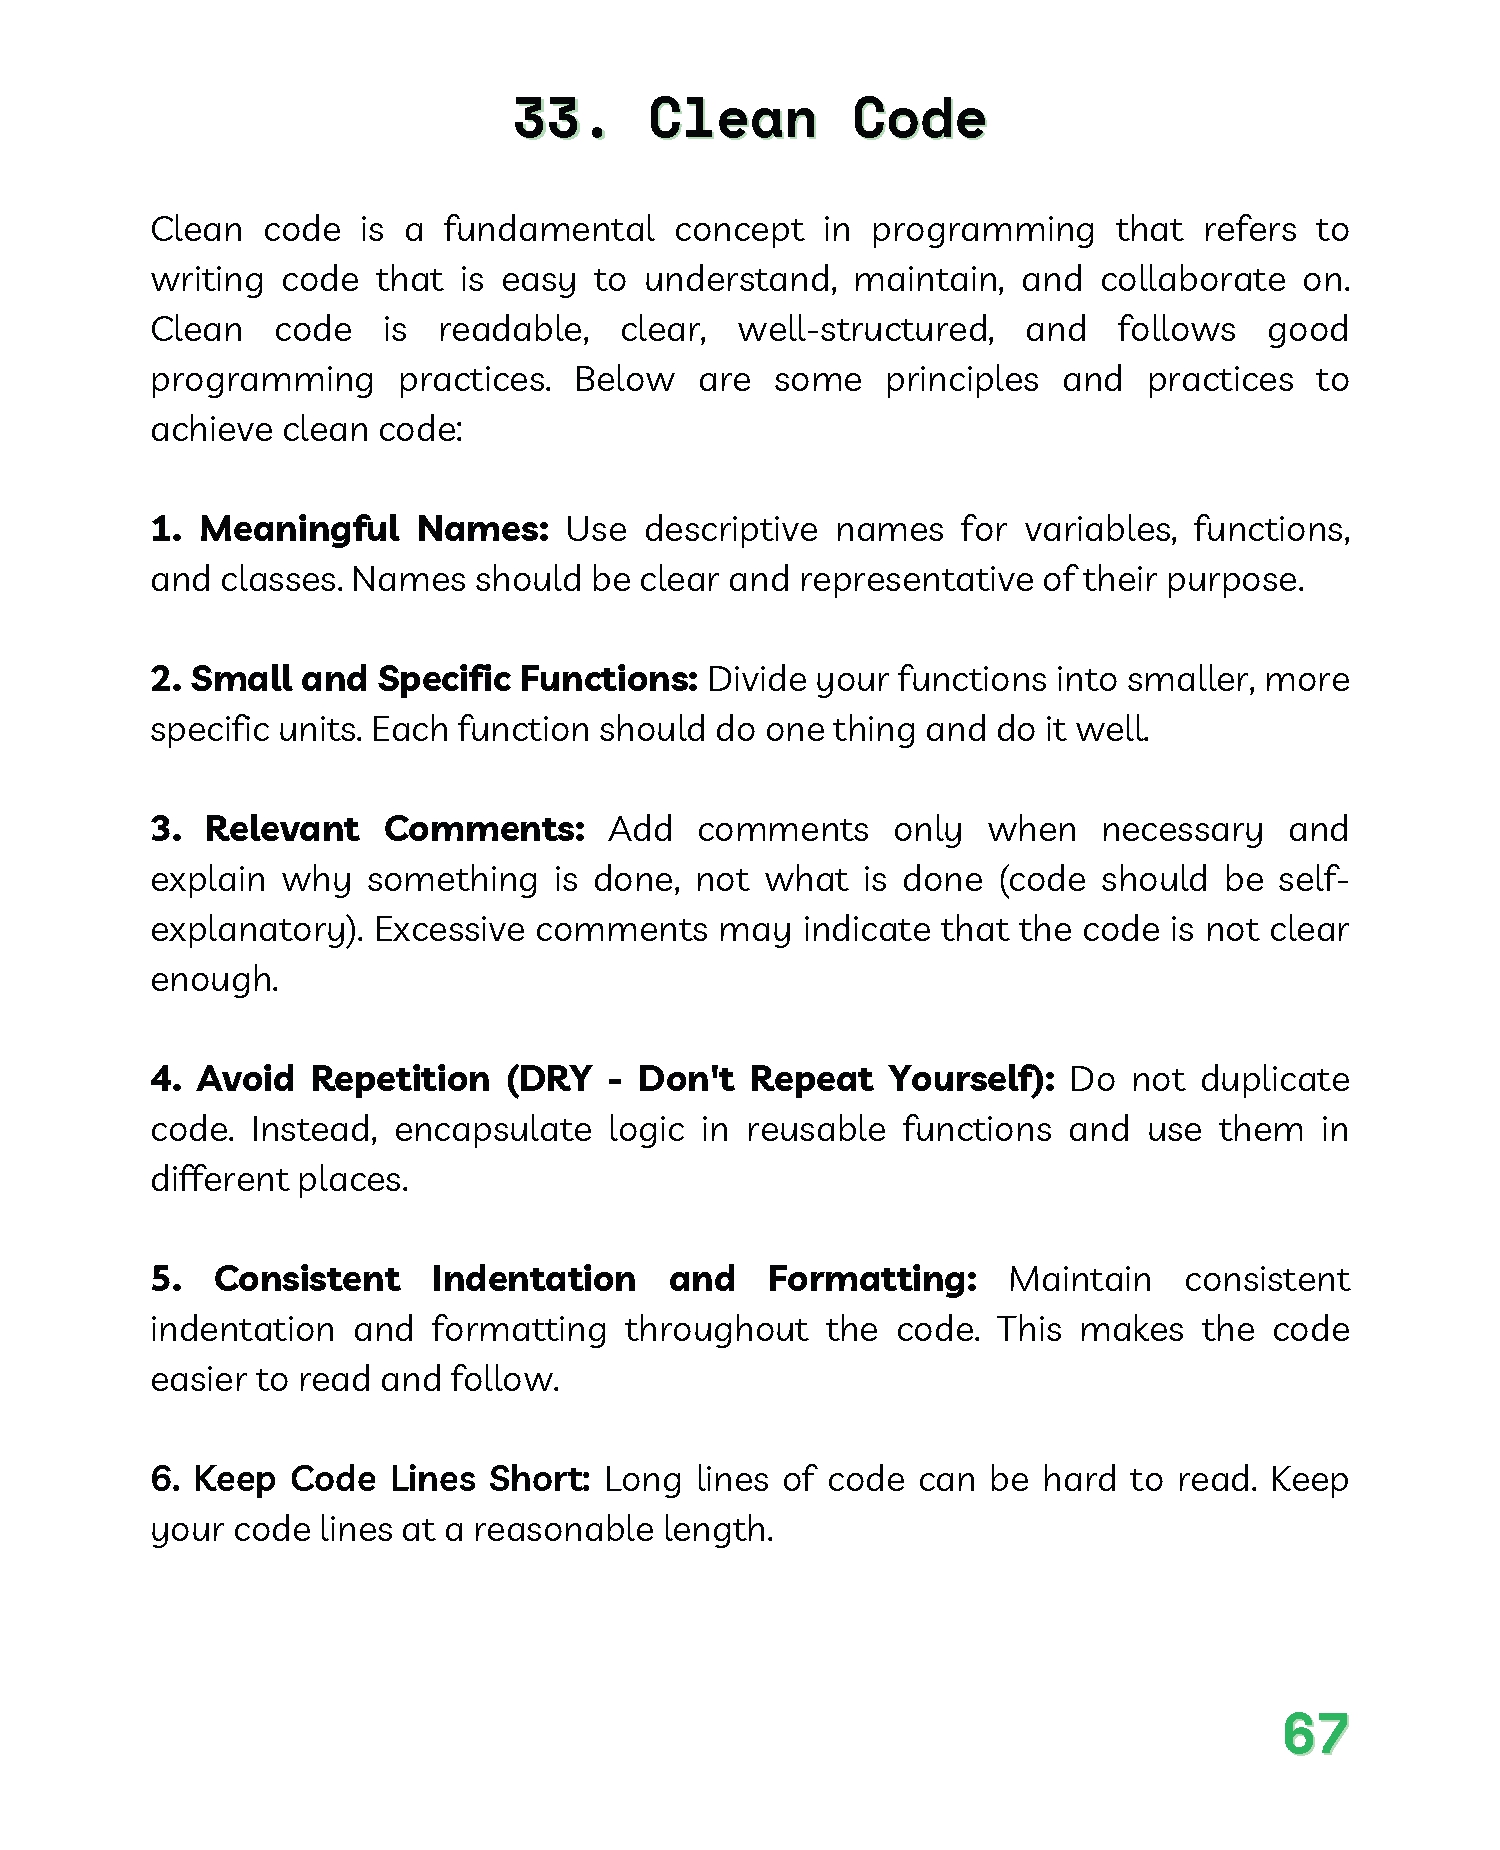 33. Clean Code
Clean code is a fundamental concept in programming that refers to
writing code that is easy to understand, maintain, and collaborate on.
Clean code is readable, clear, well-structured, and follows good
programming practices. Below are some principles and practices to
achieve clean code:
1. Meaningful Names: Use descriptive names for variables, functions,
and classes. Names should be clear and representative of their purpose.
2. Small and Specific Functions: Divide your functions into smaller, more
specific units. Each function should do one thing and do it well.
3. Relevant Comments: Add comments only when necessary and
explain why something is done, not what is done (code should be self-
explanatory). Excessive comments may indicate that the code is not clear
enough.
4. Avoid Repetition (DRY - Don't Repeat Yourself): Do not duplicate
code. Instead, encapsulate logic in reusable functions and use them in
different places.
5. Consistent Indentation and Formatting: Maintain consistent
indentation and formatting throughout the code. This makes the code
easier to read and follow.
6. Keep Code Lines Short: Long lines of code can be hard to read. Keep
your code lines at a reasonable length.
67